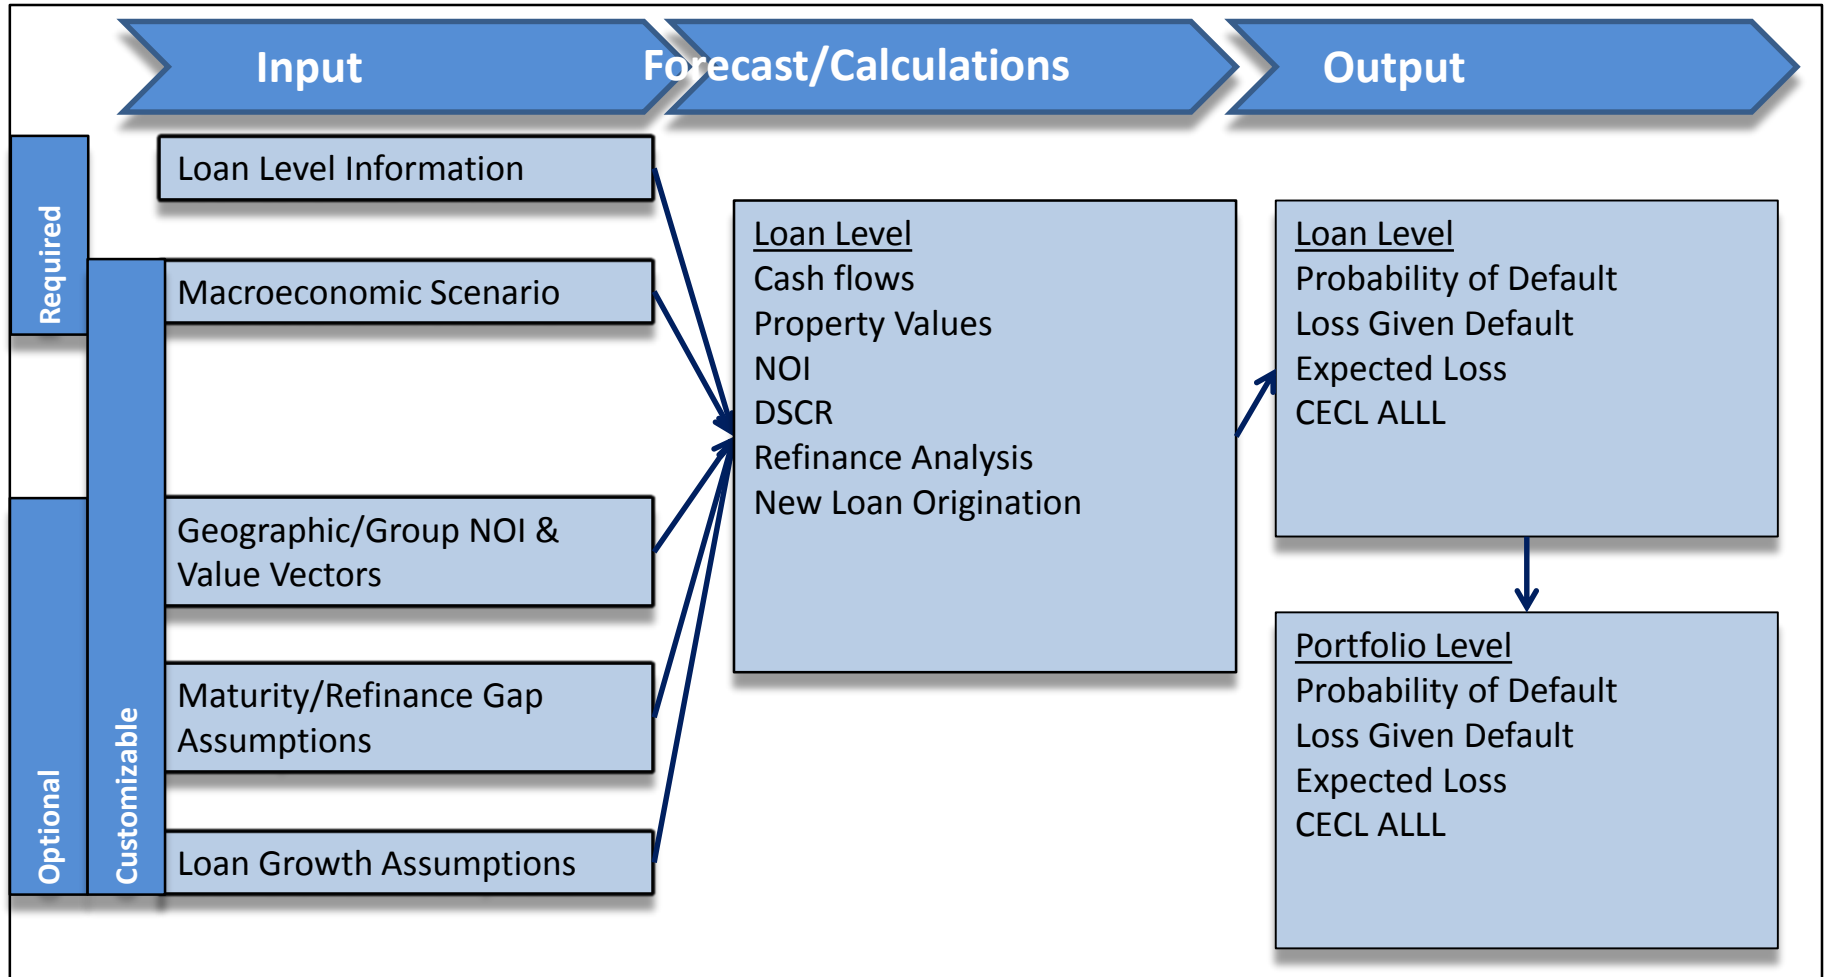 Input
Forecast/Calculations
Output
Required
Optional
Customizable
Loan Level Information
Macroeconomic Scenario
Geographic/Group NOI &
Value Vectors
Maturity/Refinance Gap
Assumptions
Loan Growth Assumptions
Loan Level
Cash flows
Property Values
NOI
DSCR
Refinance Analysis
New Loan Origination
Loan Level
Probability of Default
Loss Given Default
Expected Loss
CECL ALLL
Portfolio Level
Probability of Default
Loss Given Default
Expected Loss
CECL ALLL